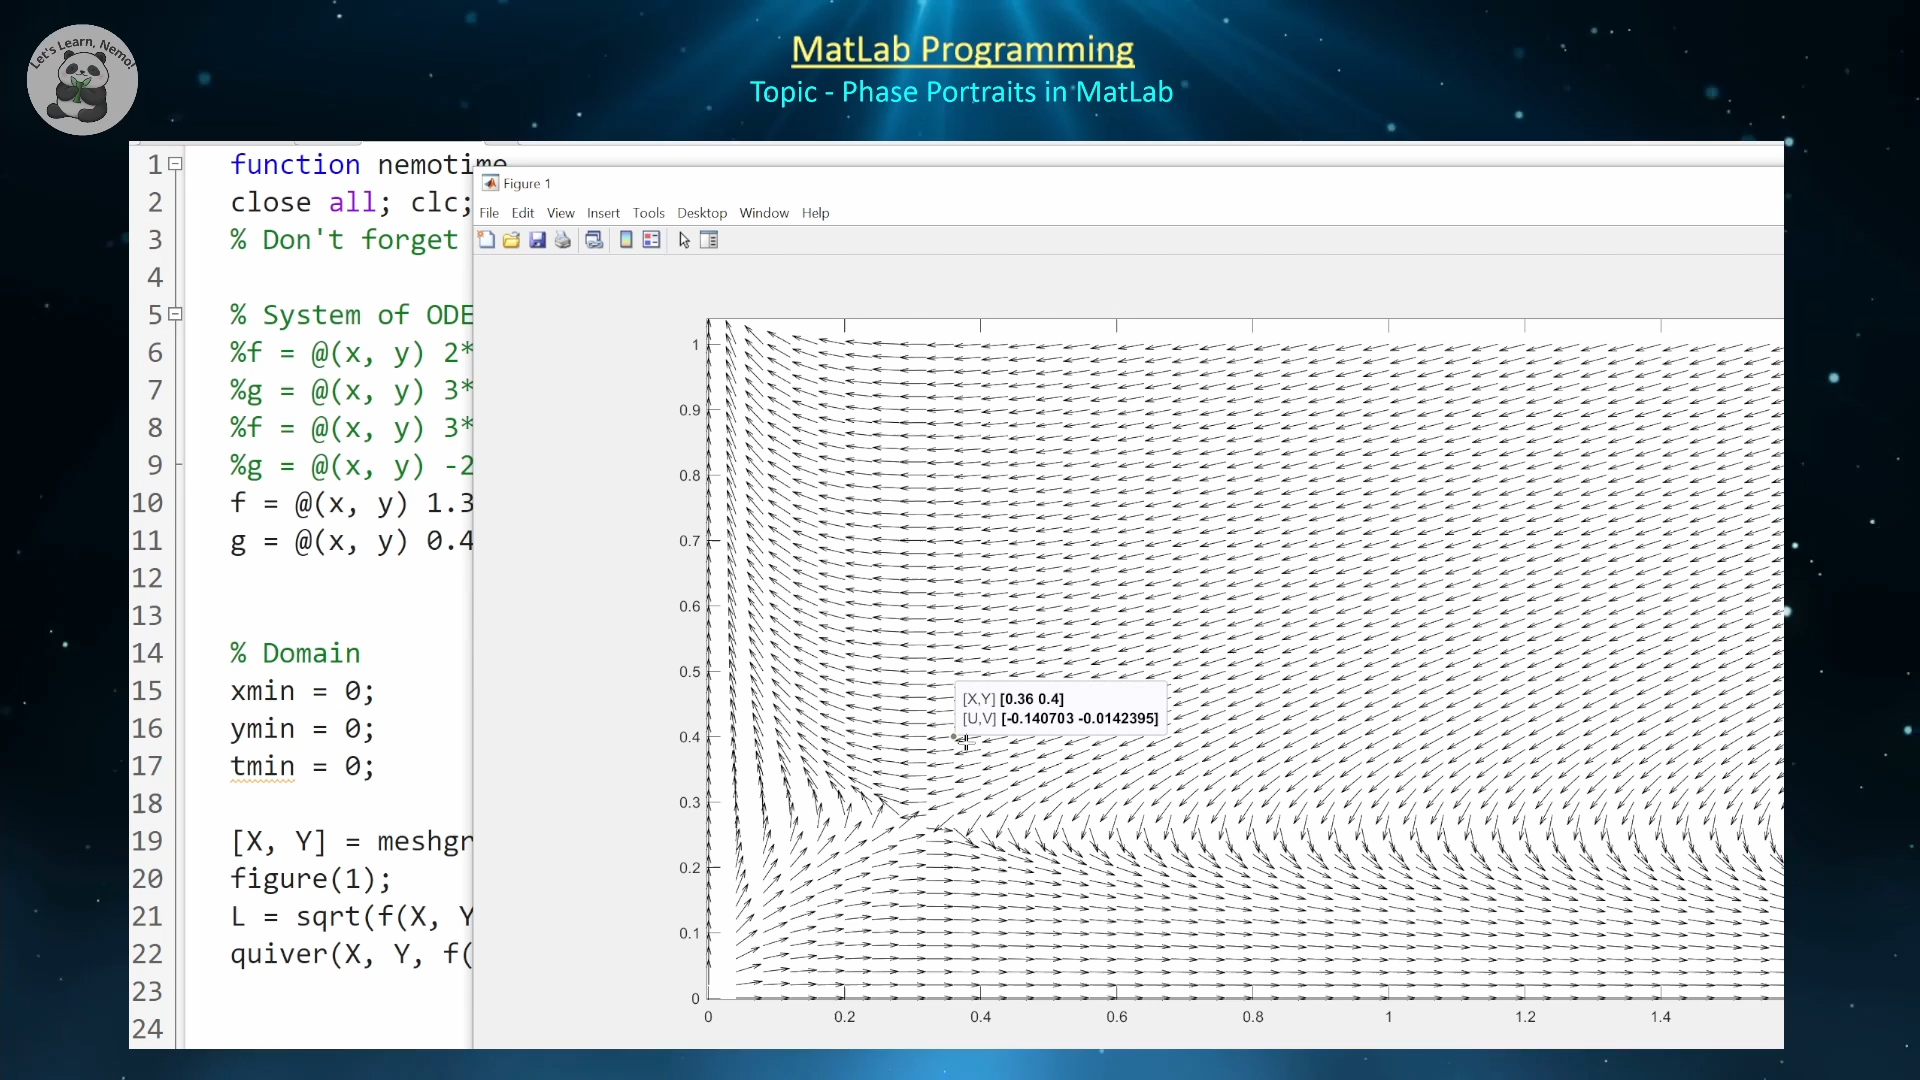 Let's Learn, Nemo!
MatLab Programming
Topic - Phase Portraits in MatLab
1 function nemotime
2 close all; clc;
3 % Don't forget
4
5 % System of ODE
6 %f = @(x, y) 2*
7 %g = @(x, y) 3*
8 %f = @(x, y) 3*
9 %g = @(x, y) -2
10 f = @(x, y) 1.3
11 g = @(x, y) 0.4
12
13
14 % Domain
15 xmin = 0;
16 ymin = 0;
17 tmin = 0;
18
19 [X, Y] = meshgr
20 figure(1);
21 L = sqrt(f(X, Y
22 quiver(X, Y, f(
23
24
Figure 1
File Edit View Insert Tools Desktop Window Help
1
0.9
0.8
0.7
0.6
0.5
0.4
0.3
0.2
0.1
0
[X,Y] [0.36 0.4]
[U,V] [-0.140703 -0.0142395]
0 0.2 0.4 0.6 0.8 1 1.2 1.4